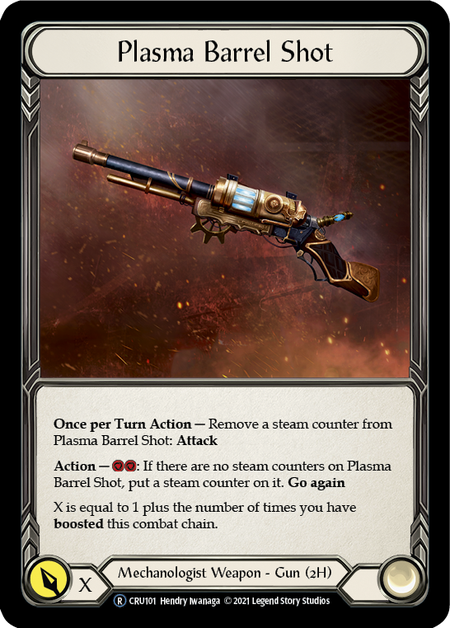 Plasma Barrel Shot
Once per Turn Action — Remove a steam counter from
Plasma Barrel Shot: Attack
Action — : If there are no steam counters on Plasma
Barrel Shot, put a steam counter on it. Go again
X is equal to 1 plus the number of times you have
boosted this combat chain.
X
Mechanologist Weapon - Gun (2H)
R CRU101 Hendry Iwanaga © 2021 Legend Story Studios